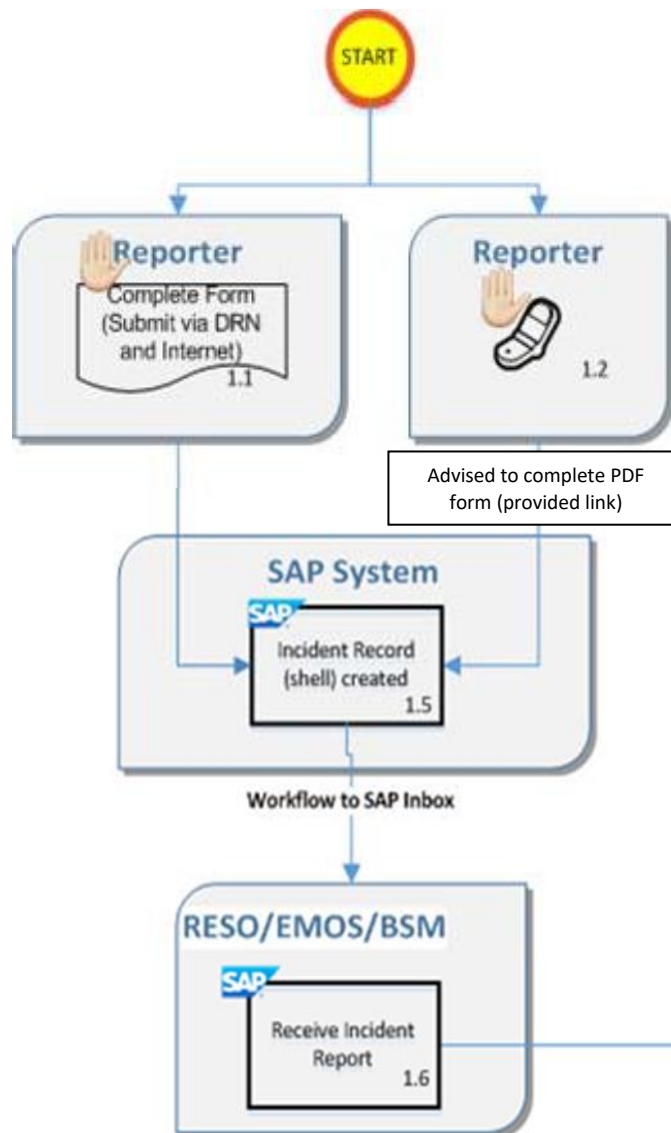 START
Reporter
Complete Form
(Submit via DRN
and Internet)
1.1
Reporter
1.2
Advised to complete PDF
form (provided link)
SAP System
SAP
Incident Record
(shell) created
1.5
Workflow to SAP Inbox
RESO/EMOS/BSM
SAP
Receive Incident
Report
1.6